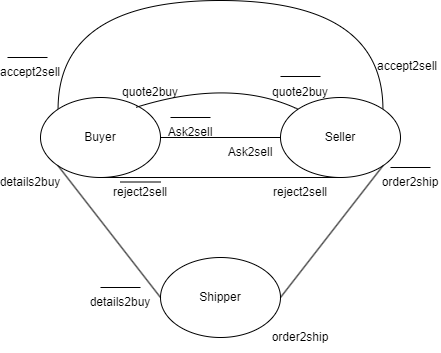 accept2sell
accept2sell
quote2buy
quote2buy
Buyer
Ask2sell
Seller
Ask2sell
details2buy
reject2sell
reject2sell
order2ship
details2buy
Shipper
order2ship